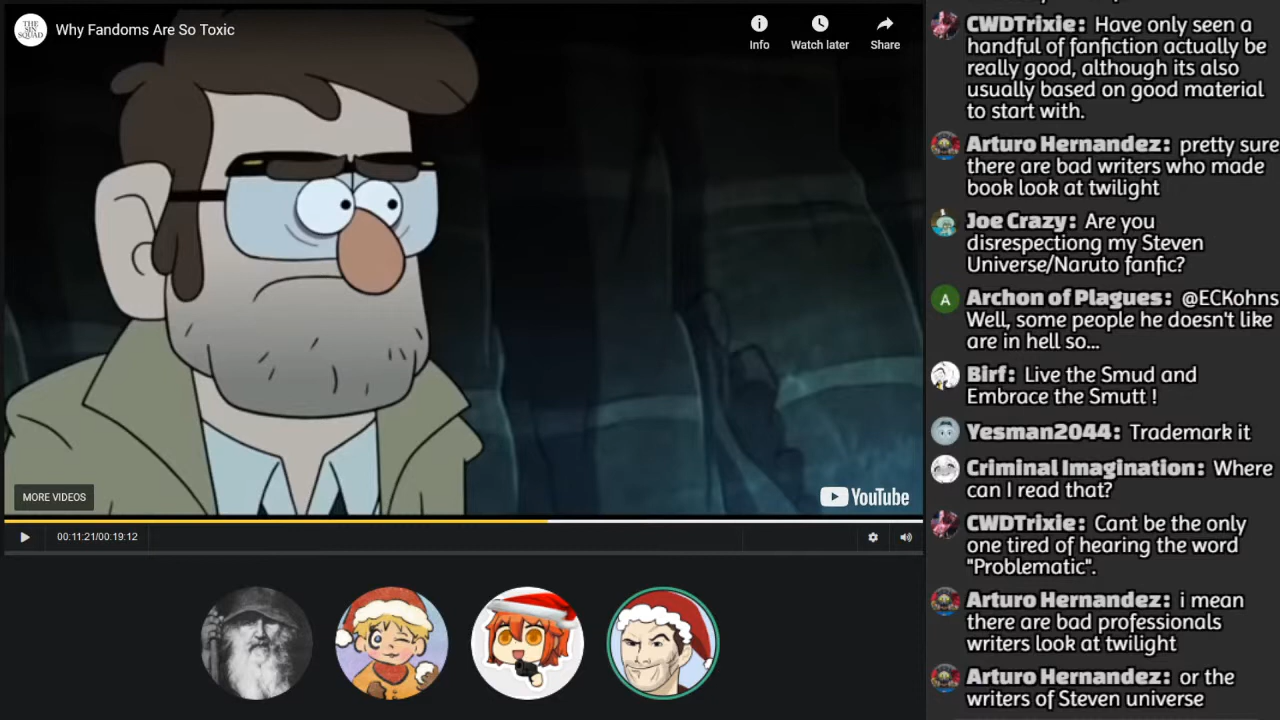 THE
SIN
SQUAD
Why Fandoms Are So Toxic
Info
Watch later
Share
MORE VIDEOS
YouTube
00:11:21/00:19:12
CWDTrixie: Have only seen a
handful of fanfiction actually be
really good, although its also
usually based on good material
to start with.
Arturo Hernandez: pretty sure
there are bad writers who made
book look at twilight
Joe Crazy: Are you
disrespectiong my Steven
Universe/Naruto fanfic?
A
Archon of Plagues: @ECKohns
Well, some people he doesn't like
are in hell so...
Birf: Live the Smud and
Embrace the Smutt !
Yesman2044: Trademark it
Criminal Imagination: Where
can I read that?
CWDTrixie: Cant be the only
one tired of hearing the word
"Problematic".
Arturo Hernandez: i mean
there are bad professionals
writers look at twilight
Arturo Hernandez: or the
writers of Steven universe